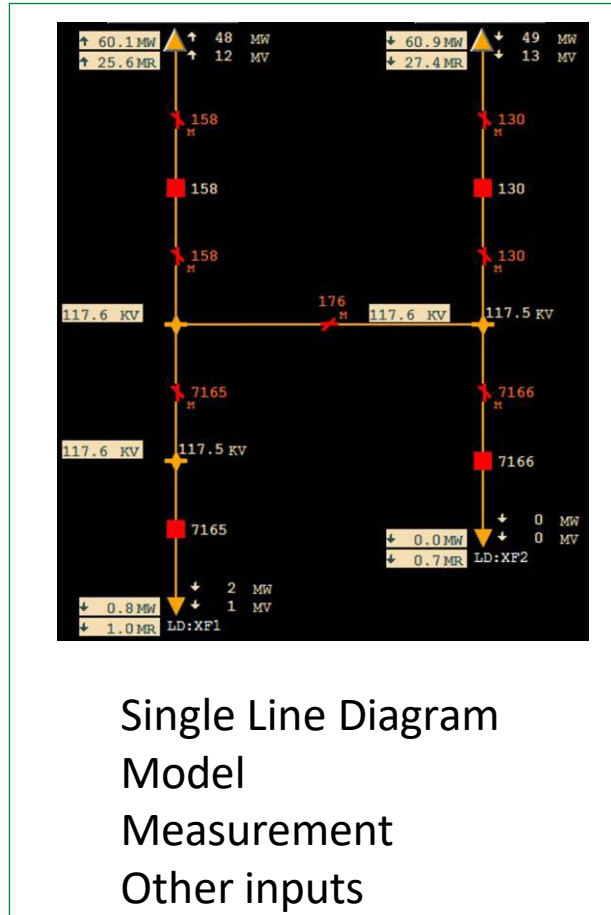 ↑ 60.1 MW ↑ 48 MW ↓ 60.9 MW ↓ 49 MW
↑ 25.6 MR ↑ 12 MV ↓ 27.4 MR ↓ 13 MV
158 130
M M
158 130
158 130
M M
176
117.6 KV M 117.6 KV 117.5 KV
7165 7166
M M
117.6 KV 117.5 KV 7166
7165 ↓ 0 MW
↓ 0.0 MW ↓ 0 MV
↓ 0.7 MR LD:XF2
↓ 2 MW
↓ 0.8 MW ↓ 1 MV
↓ 1.0 MR LD:XF1
Single Line Diagram
Model
Measurement
Other inputs